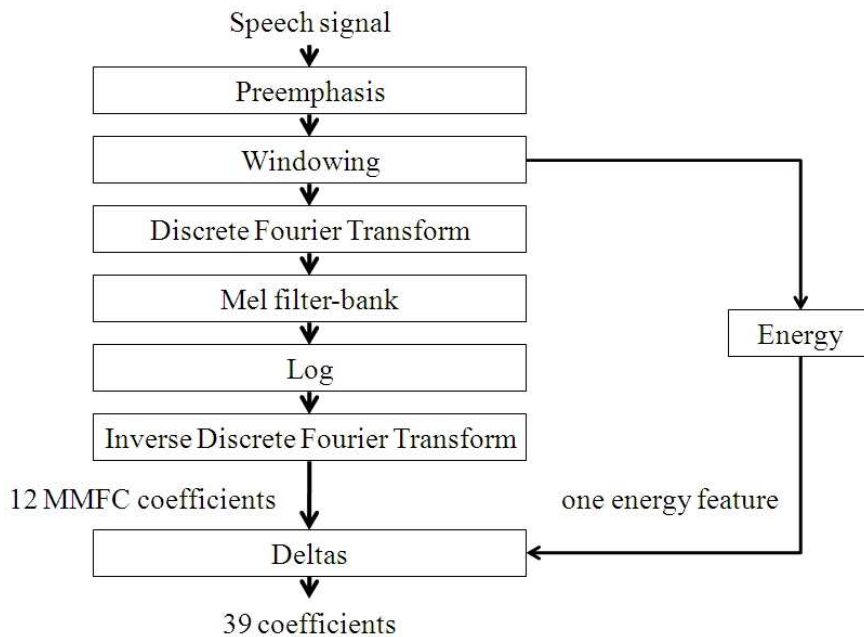 Speech signal
Preemphasis
Windowing
Discrete Fourier Transform
Mel filter-bank
Energy
Log
Inverse Discrete Fourier Transform
12 MMFC coefficients
one energy feature
Deltas
39 coefficients